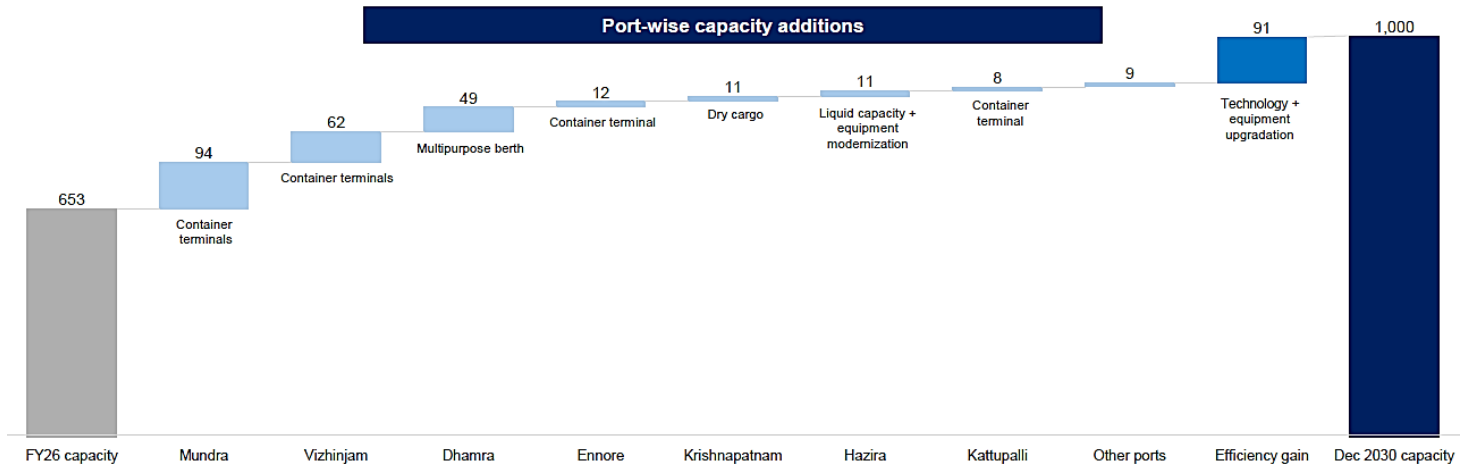 Port-wise capacity additions
653
94
Container
terminals
62
Container terminals
49
Multipurpose berth
12
Container terminal
11
Dry cargo
11
Liquid capacity +
equipment
modernization
8
Container
terminal
9
91
Technology +
equipment
upgradation
1,000
FY26 capacity
Mundra
Vizhinjam
Dhamra
Ennore
Krishnapatnam
Hazira
Kattupalli
Other ports
Efficiency gain
Dec 2030 capacity